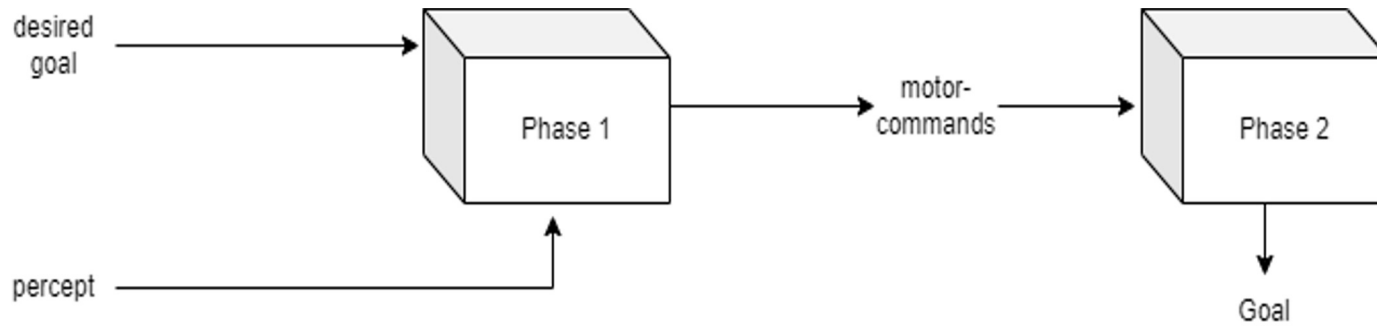 desired
goal
Phase 1
motor-
commands
Phase 2
percept
Goal